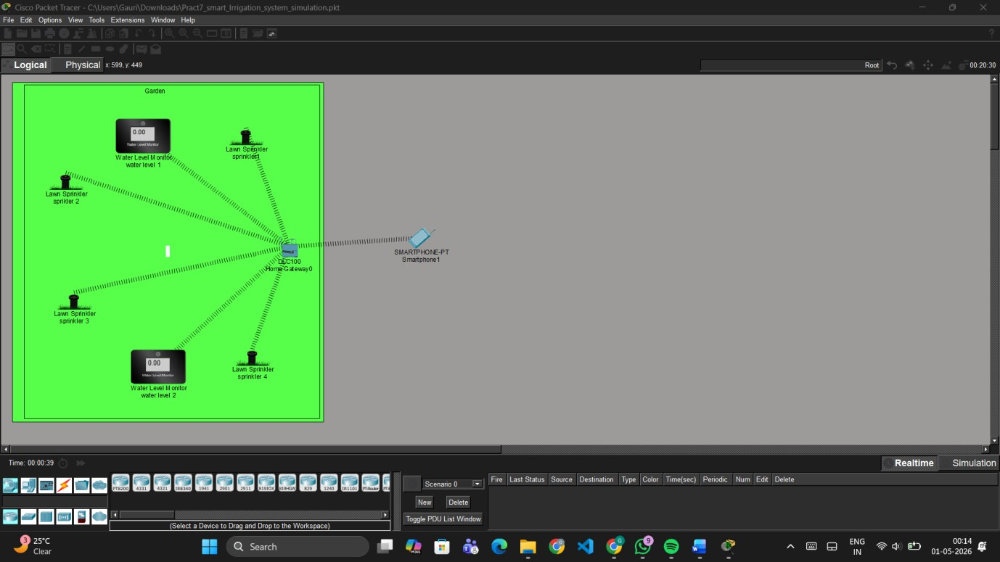 Cisco Packet Tracer - C:\Users\Gauri\Downloads\Pract7_smart_Irrigation_system_simulation.pkt
File Edit Options View Tools Extensions Window Help
Logical Physical x: 599, y: 449
Root 00:20:30
Garden
0.00
Water Level Monitor
Water Level Monitor
water level 1
Lawn Sprinkler
sprinkler1
Lawn Sprinkler
sprikler 2
DLC100
Home Gateway0
SMARTPHONE-PT
Smartphone1
Lawn Sprinkler
sprinkler 3
0.00
Water Level Monitor
Water Level Monitor
water level 2
Lawn Sprinkler
sprinkler 4
Time: 00:00:39
Realtime Simulation
PT8200 4331 4321 ISR8340 1941 2901 2911 819IOX 819HGW 829 1240 IR1101 PT-Router
(Select a Device to Drag and Drop to the Workspace)
Scenario 0
New Delete
Toggle PDU List Window
Fire Last Status Source Destination Type Color Time(sec) Periodic Num Edit Delete
3
25°C
Clear
Search
9
ENG
IN
00:14
01-05-2026